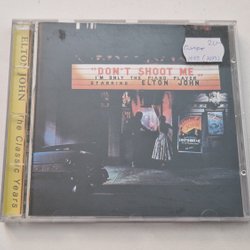 ELTON JOHN
The Classic Years
"DON'T SHOOT ME
I'M ONLY THE PIANO PLAYER"
STARRING ELTON JOHN